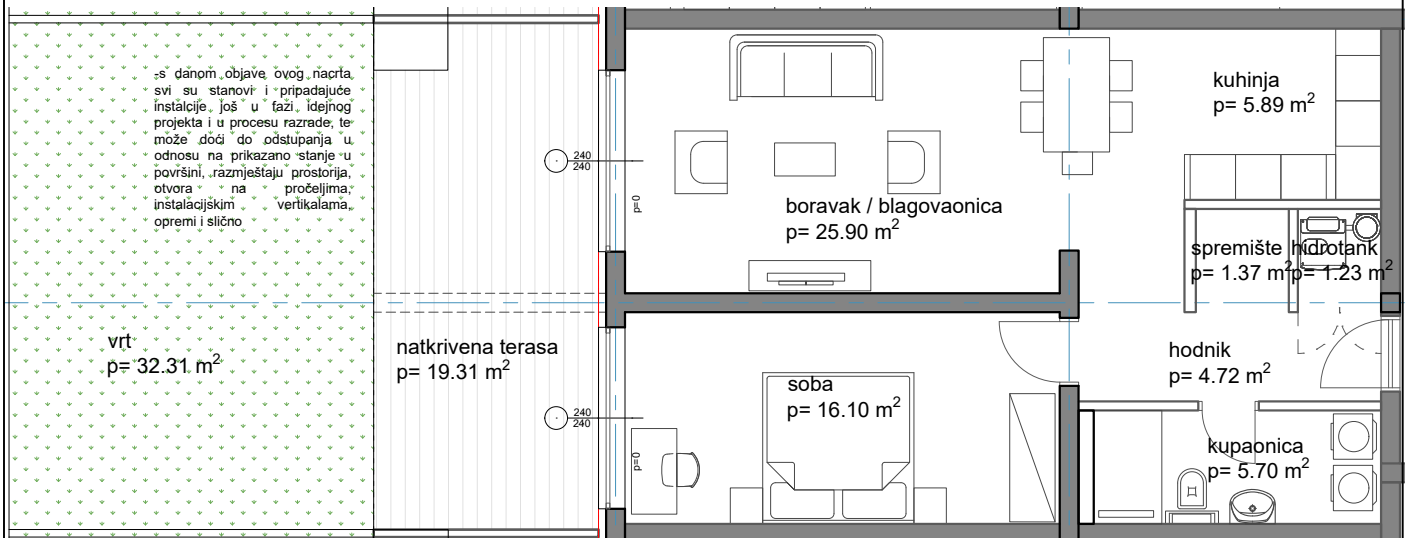 -s danom objave ovog nacrta
svi su stanovi i pripadajuće
instalcije još u fazi idejnog
projekta i u procesu razrade, te
može doći do odstupanja u
odnosu na prikazano stanje u
površini, razmještaju prostorija,
otvora na pročeljima,
instalacijskim vertikalama,
opremi i slično
kuhinja
p= 5.89 m²
240
240
p=0
boravak / blagovaonica
p= 25.90 m²
spremište
p= 1.37 m²
hidrotank
p= 1.23 m²
vrt
p= 32.31 m²
natkrivena terasa
p= 19.31 m²
hodnik
p= 4.72 m²
soba
p= 16.10 m²
240
240
p=0
kupaonica
p= 5.70 m²